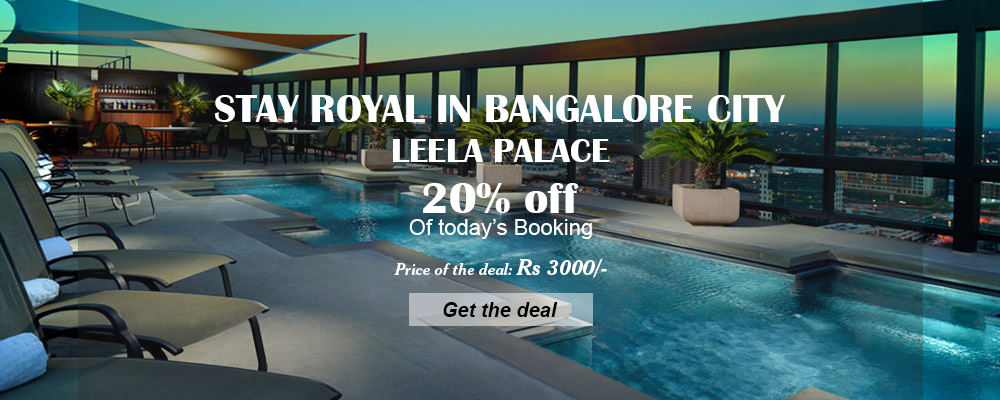 STAY ROYAL IN BANGALORE CITY
LEELA PALACE
20% off
Of today's Booking
Price of the deal: Rs 3000/-
Get the deal